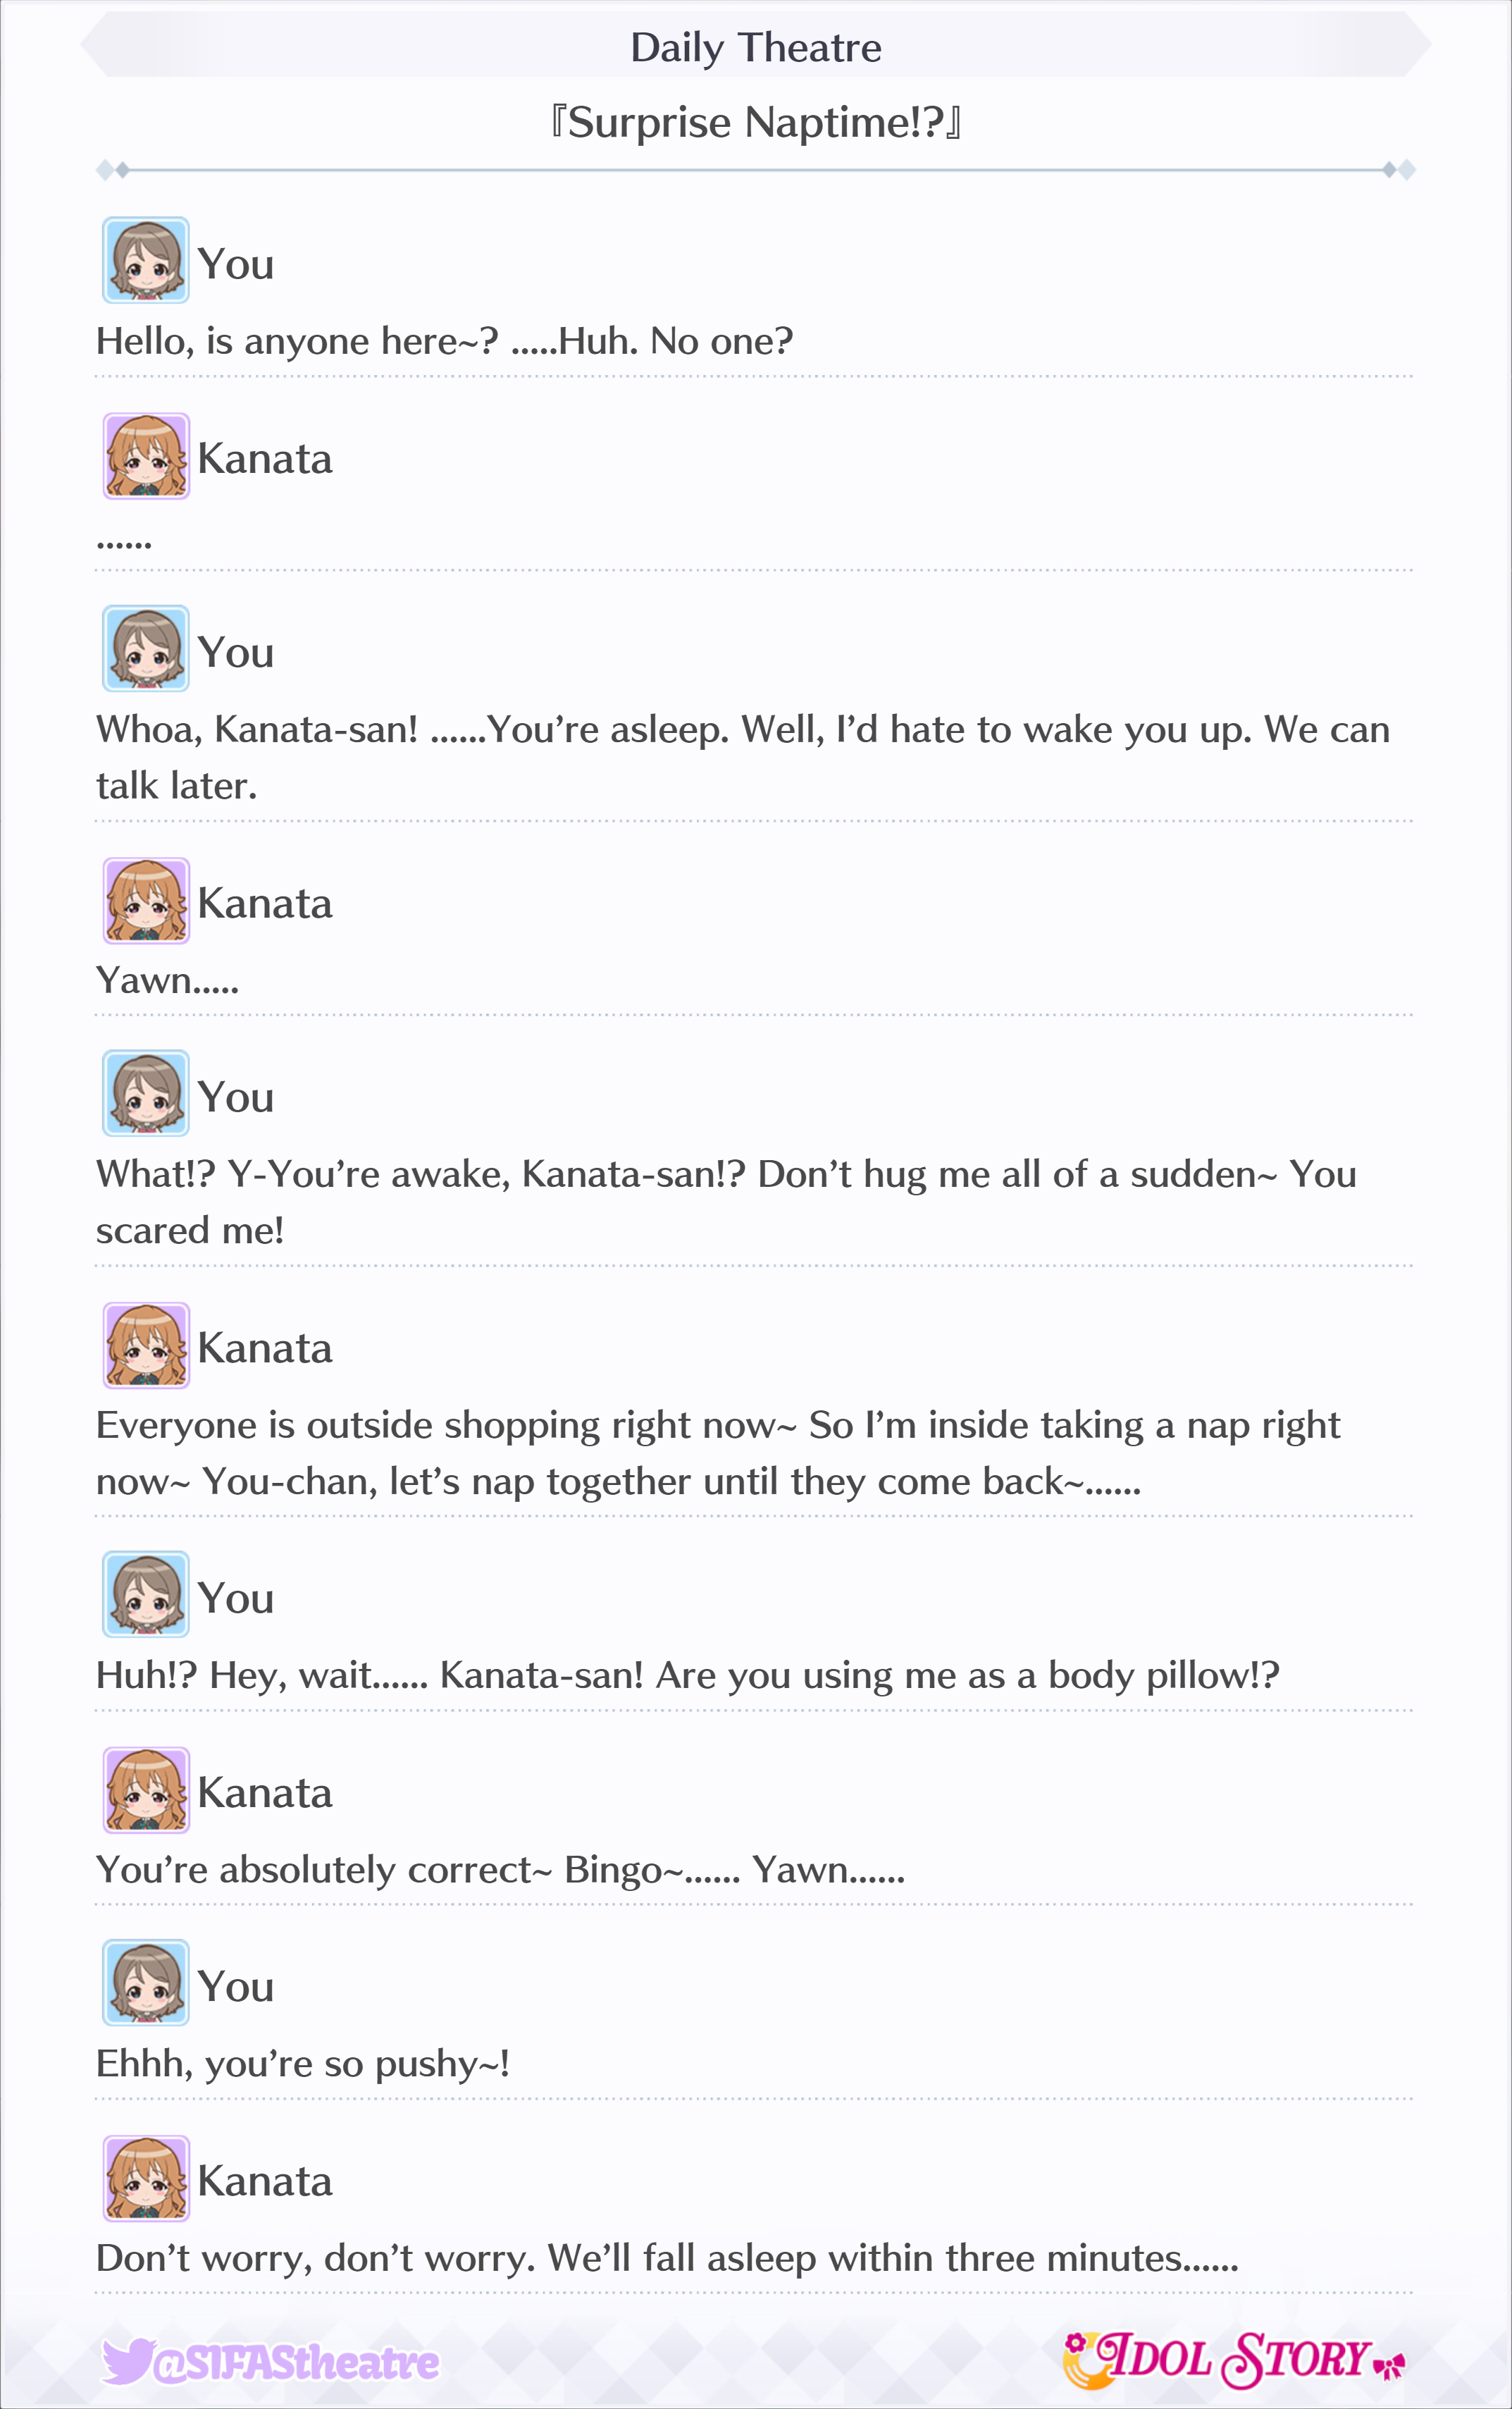 Daily Theatre
『Surprise Naptime!?』
You
Hello, is anyone here~? .....Huh. No one?
Kanata
......
You
Whoa, Kanata-san! ......You’re asleep. Well, I’d hate to wake you up. We can
talk later.
Kanata
Yawn.....
You
What!? Y-You’re awake, Kanata-san!? Don’t hug me all of a sudden~ You
scared me!
Kanata
Everyone is outside shopping right now~ So I’m inside taking a nap right
now~ You-chan, let’s nap together until they come back~......
You
Huh!? Hey, wait...... Kanata-san! Are you using me as a body pillow!?
Kanata
You’re absolutely correct~ Bingo~...... Yawn......
You
Ehhh, you’re so pushy~!
Kanata
Don’t worry, don’t worry. We’ll fall asleep within three minutes......
@SIFAStheatre
IDOL STORY